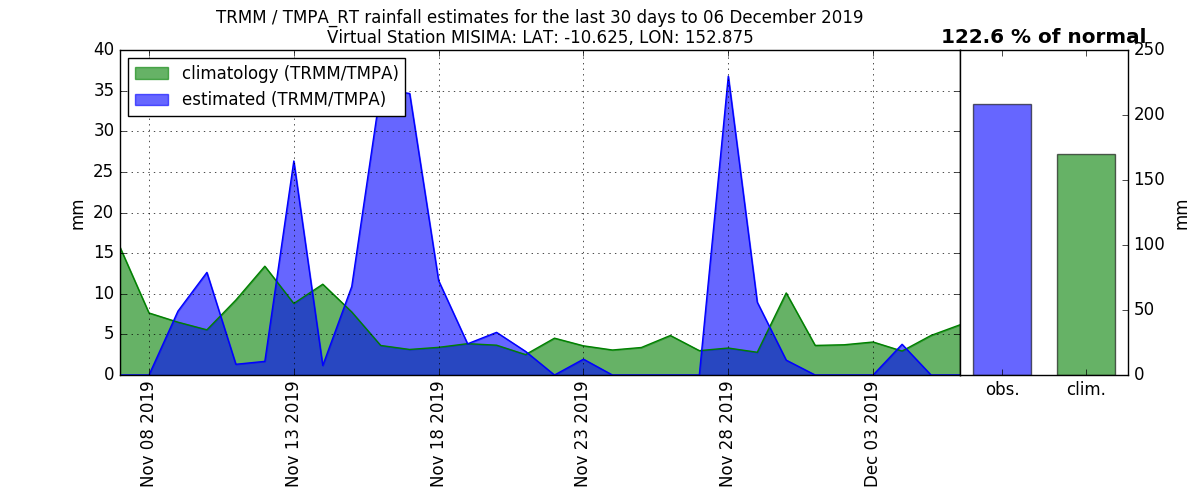 TRMM / TMPA_RT rainfall estimates for the last 30 days to 06 December 2019
Virtual Station MISIMA: LAT: -10.625, LON: 152.875
122.6 % of normal
climatology (TRMM/TMPA)
estimated (TRMM/TMPA)
40
35
30
25
20
15
10
5
0
mm
Nov 08 2019
Nov 13 2019
Nov 18 2019
Nov 23 2019
Nov 28 2019
Dec 03 2019
obs.
clim.
250
200
150
100
50
0
mm